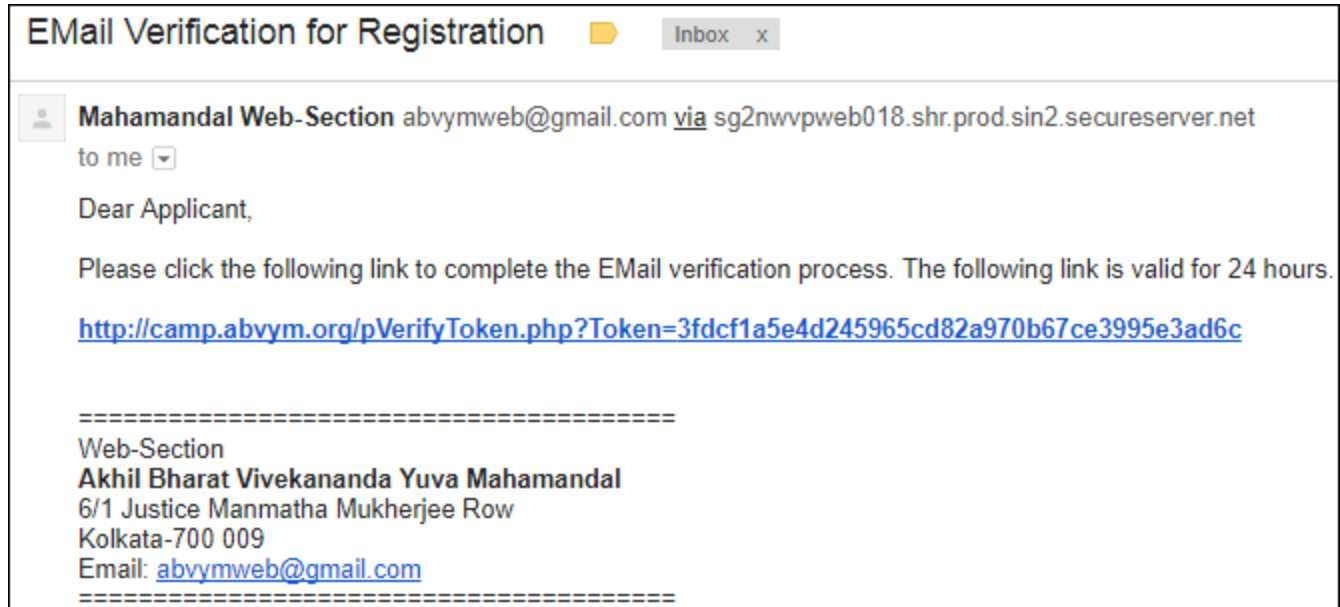 EMail Verification for Registration Inbox x
Mahamandal Web-Section abvymweb@gmail.com via sg2nwvpweb018.shr.prod.sin2.secureserver.net
to me
Dear Applicant,
Please click the following link to complete the EMail verification process. The following link is valid for 24 hours.
http://camp.abvym.org/pVerifyToken.php?Token=3fdcf1a5e4d245965cd82a970b67ce3995e3ad6c
========================================
Web-Section
Akhil Bharat Vivekananda Yuva Mahamandal
6/1 Justice Manmatha Mukherjee Row
Kolkata-700 009
Email: abvymweb@gmail.com
========================================